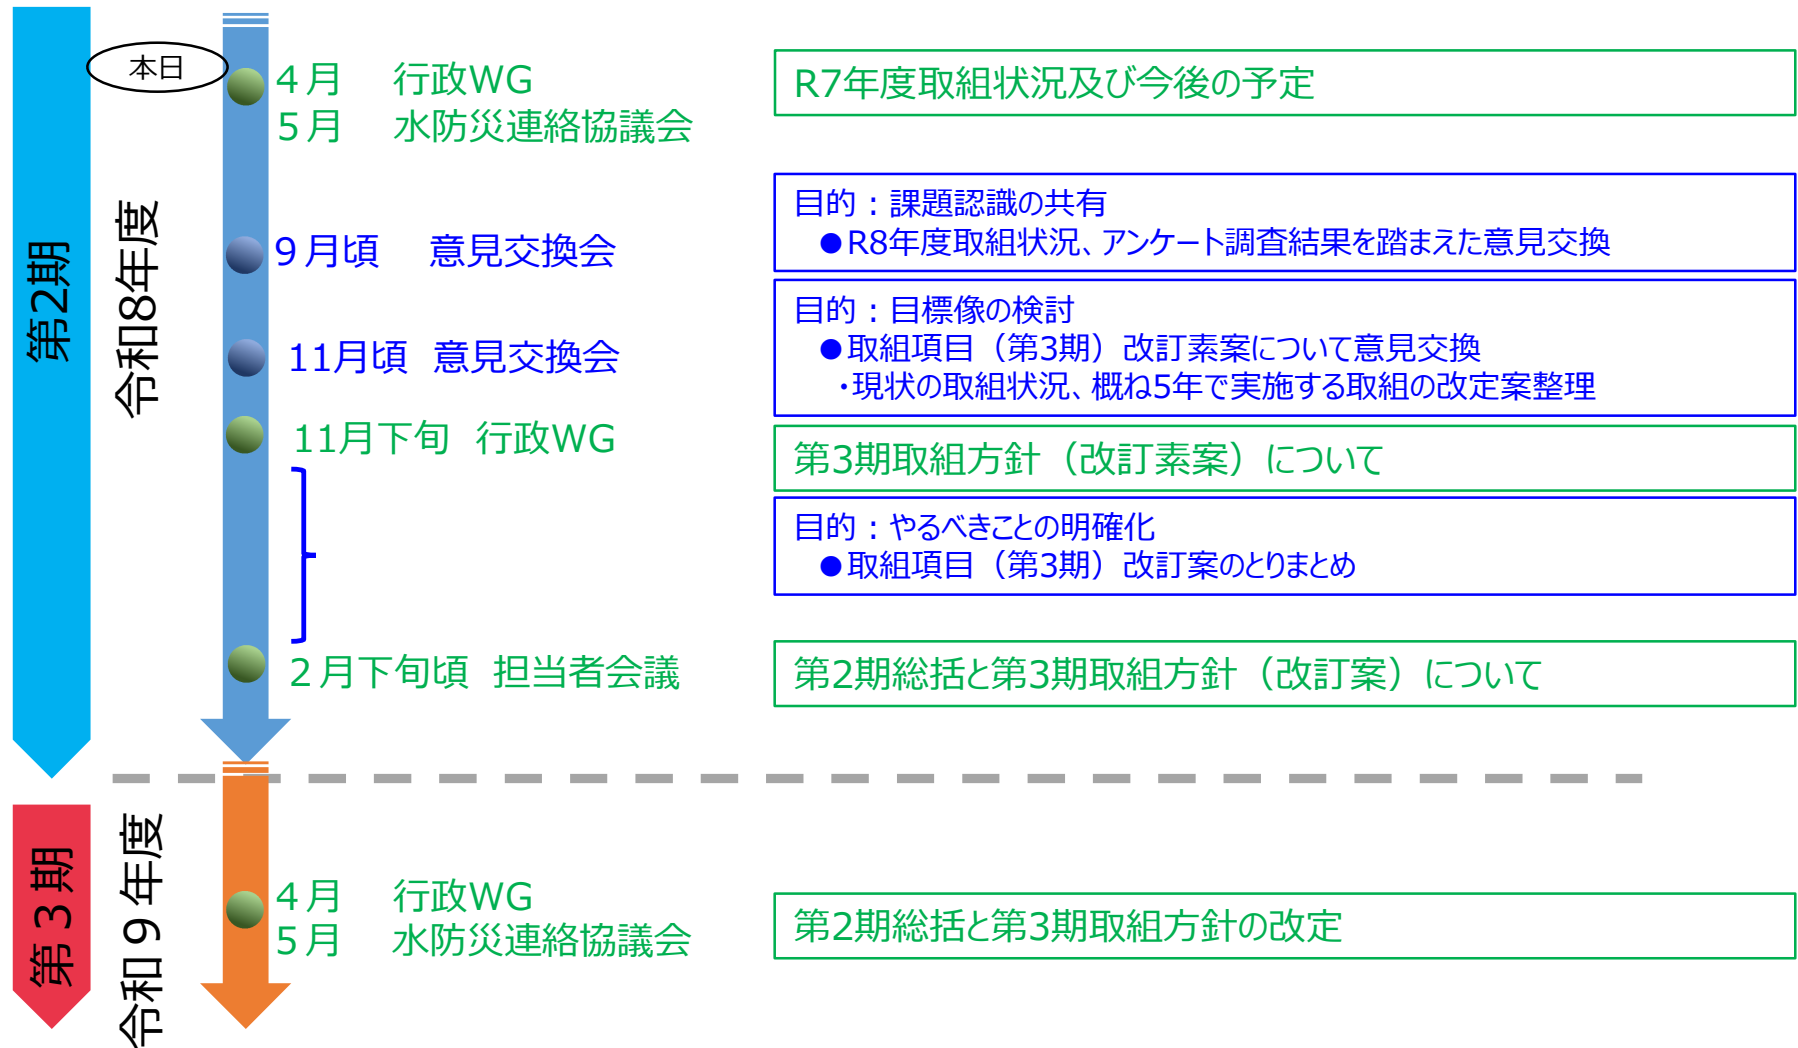 第2期
令和8年度
本日
４月　行政WG
５月　水防災連絡協議会
R7年度取組状況及び今後の予定
９月頃　意見交換会
目的：課題認識の共有
●R8年度取組状況、アンケート調査結果を踏まえた意見交換
11月頃　意見交換会
目的：目標像の検討
●取組項目（第3期）改訂素案について意見交換
・現状の取組状況、概ね5年で実施する取組の改定案整理
11月下旬　行政WG
第3期取組方針（改訂素案）について
目的：やるべきことの明確化
●取組項目（第3期）改訂案のとりまとめ
２月下旬頃　担当者会議
第2期総括と第3期取組方針（改訂案）について
第３期
令和９年度
４月　行政WG
５月　水防災連絡協議会
第2期総括と第3期取組方針の改定